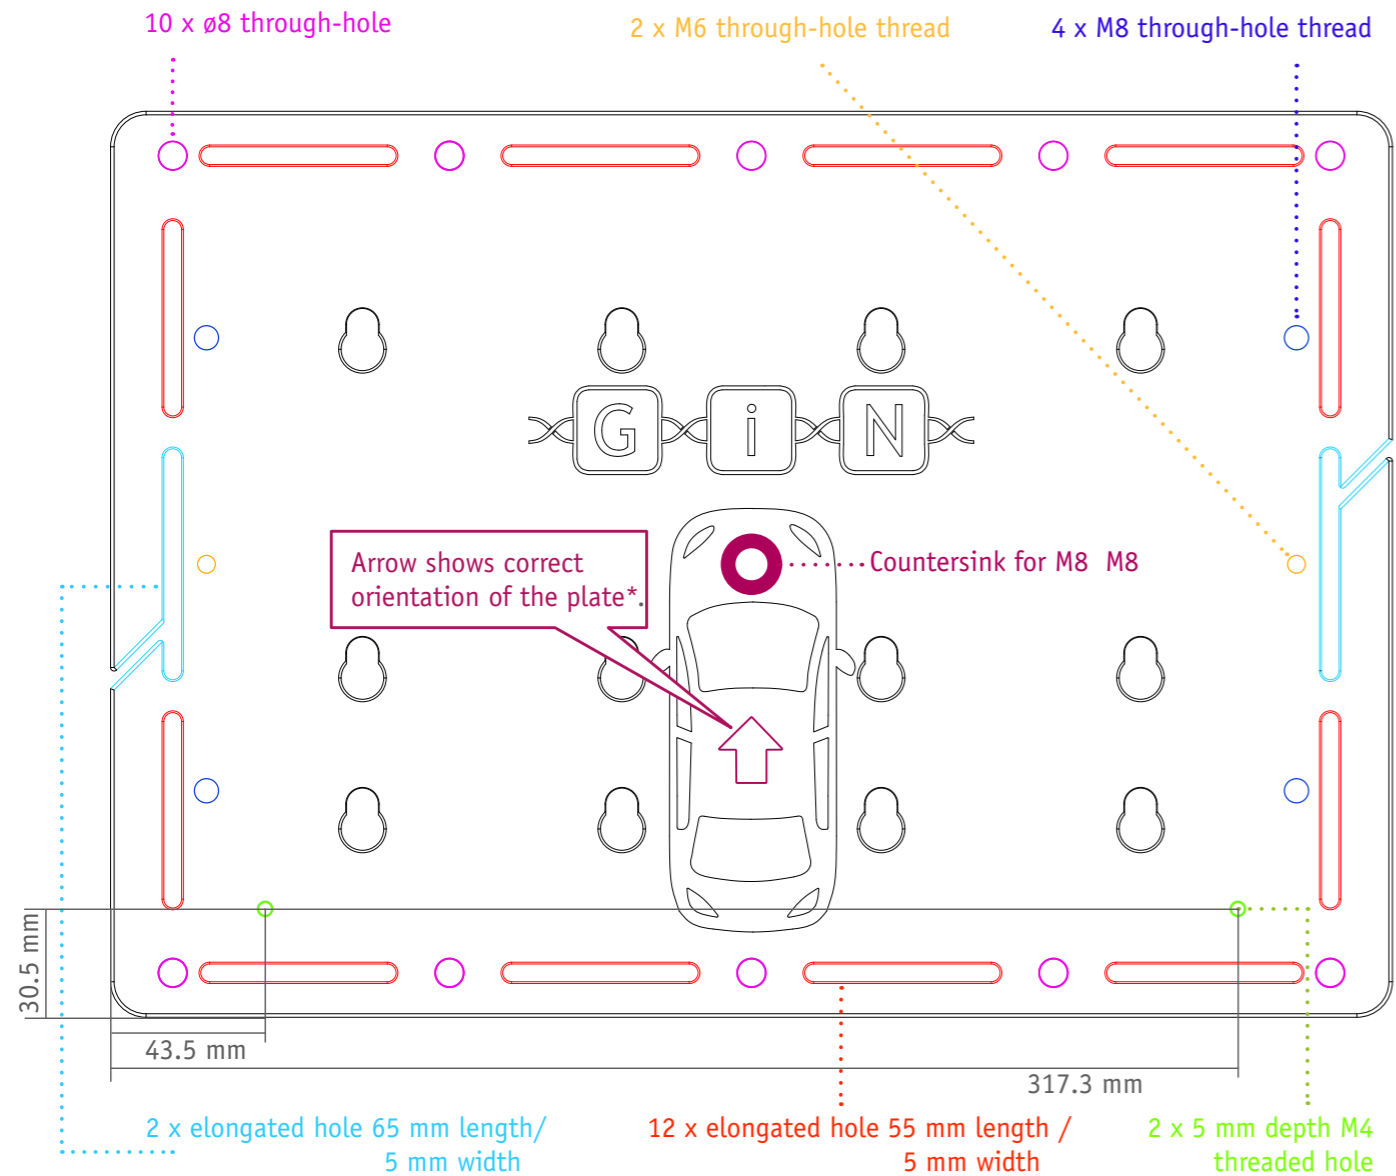 10 x ø8 through-hole
2 x M6 through-hole thread
4 x M8 through-hole thread
G i N
Arrow shows correct
orientation of the plate*.
Countersink for M8  M8
30.5 mm
43.5 mm
317.3 mm
2 x elongated hole 65 mm length/
5 mm width
12 x elongated hole 55 mm length /
5 mm width
2 x 5 mm depth M4
threaded hole